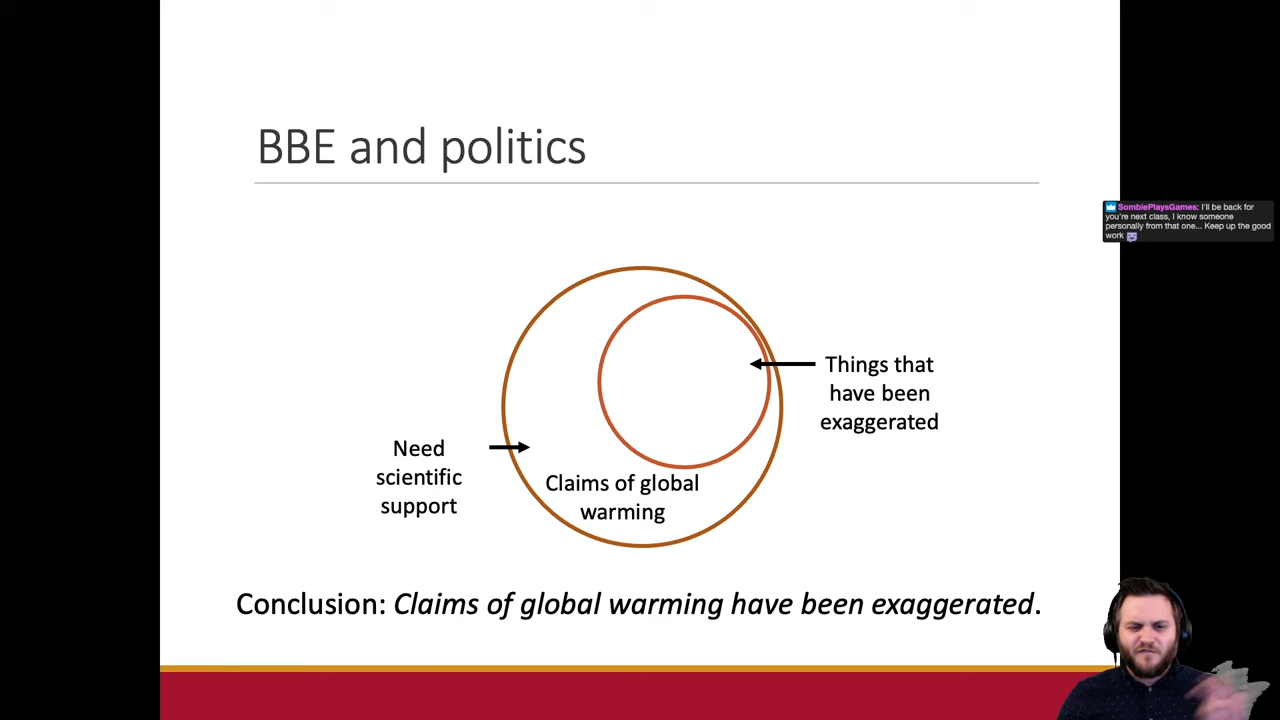 BBE and politics
SombiePlaysGames: I'll be back for
you're next class, I know someone
personally from that one... Keep up the good
work
Things that
have been
exaggerated
Need
scientific
support
Claims of global
warming
Conclusion: Claims of global warming have been exaggerated.